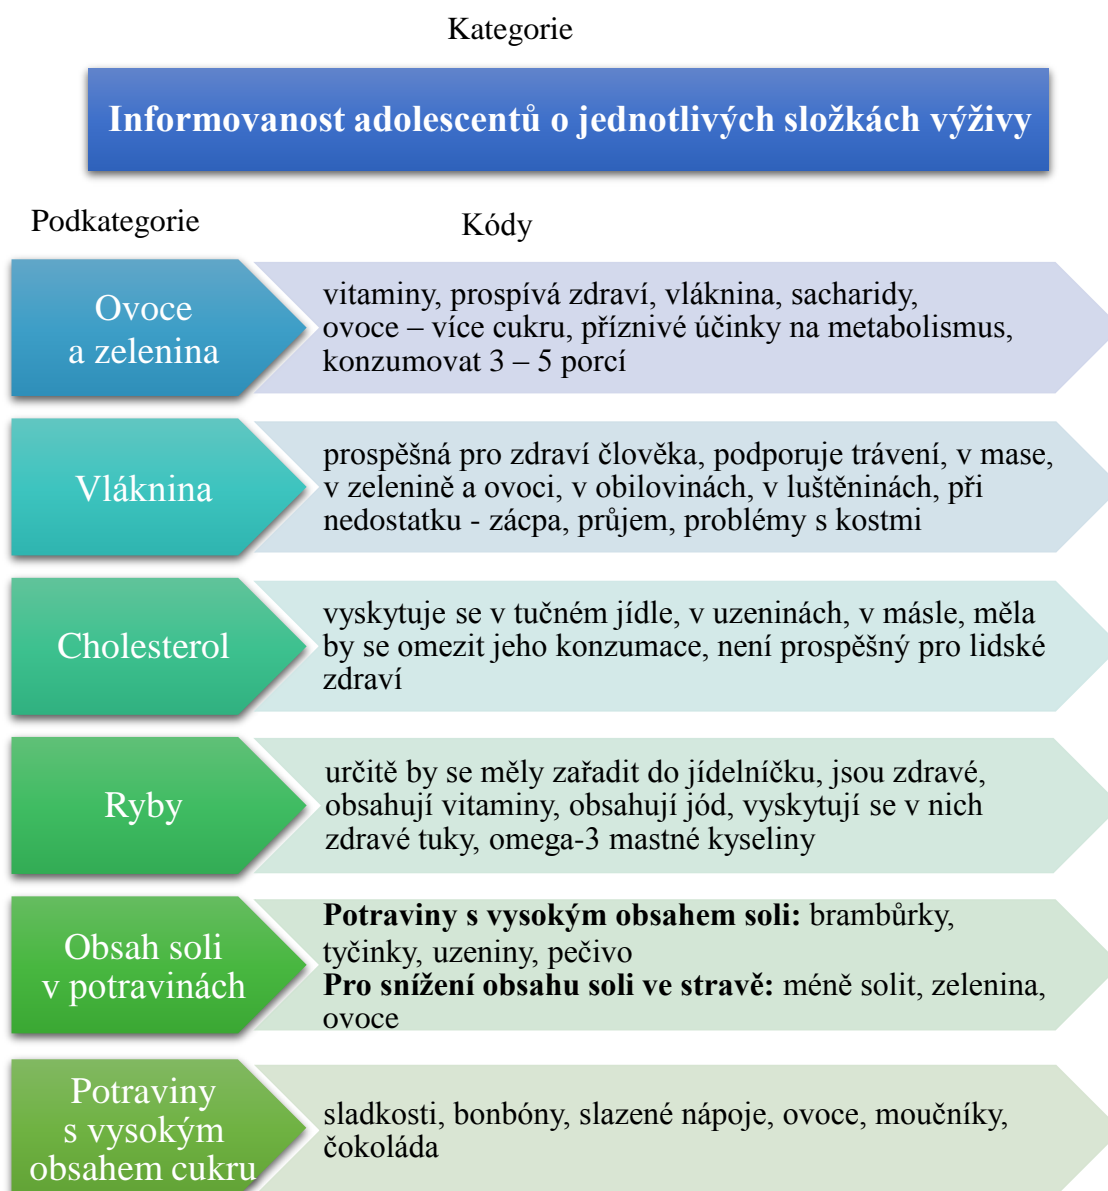 Kategorie
Informovanost adolescentů o jednotlivých složkách výživy
Podkategorie
Kódy
Ovoce
a zelenina
vitaminy, prospívá zdraví, vláknina, sacharidy,
ovoce – více cukru, příznivé účinky na metabolismus,
konzumovat 3 – 5 porcí
Vláknina
prospěšná pro zdraví člověka, podporuje trávení, v mase,
v zelenině a ovoci, v obilovinách, v luštěninách, při
nedostatku - zácpa, průjem, problémy s kostmi
Cholesterol
vyskytuje se v tučném jídle, v uzeninách, v másle, měla
by se omezit jeho konzumace, není prospěšný pro lidské
zdraví
Ryby
určitě by se měly zařadit do jídelníčku, jsou zdravé,
obsahují vitaminy, obsahují jód, vyskytují se v nich
zdravé tuky, omega-3 mastné kyseliny
Obsah soli
v potravinách
Potraviny s vysokým obsahem soli: brambůrky,
tyčinky, uzeniny, pečivo
Pro snížení obsahu soli ve stravě: méně solit, zelenina,
ovoce
Potraviny
s vysokým
obsahem cukru
sladkosti, bonbóny, slazené nápoje, ovoce, moučníky,
čokoláda